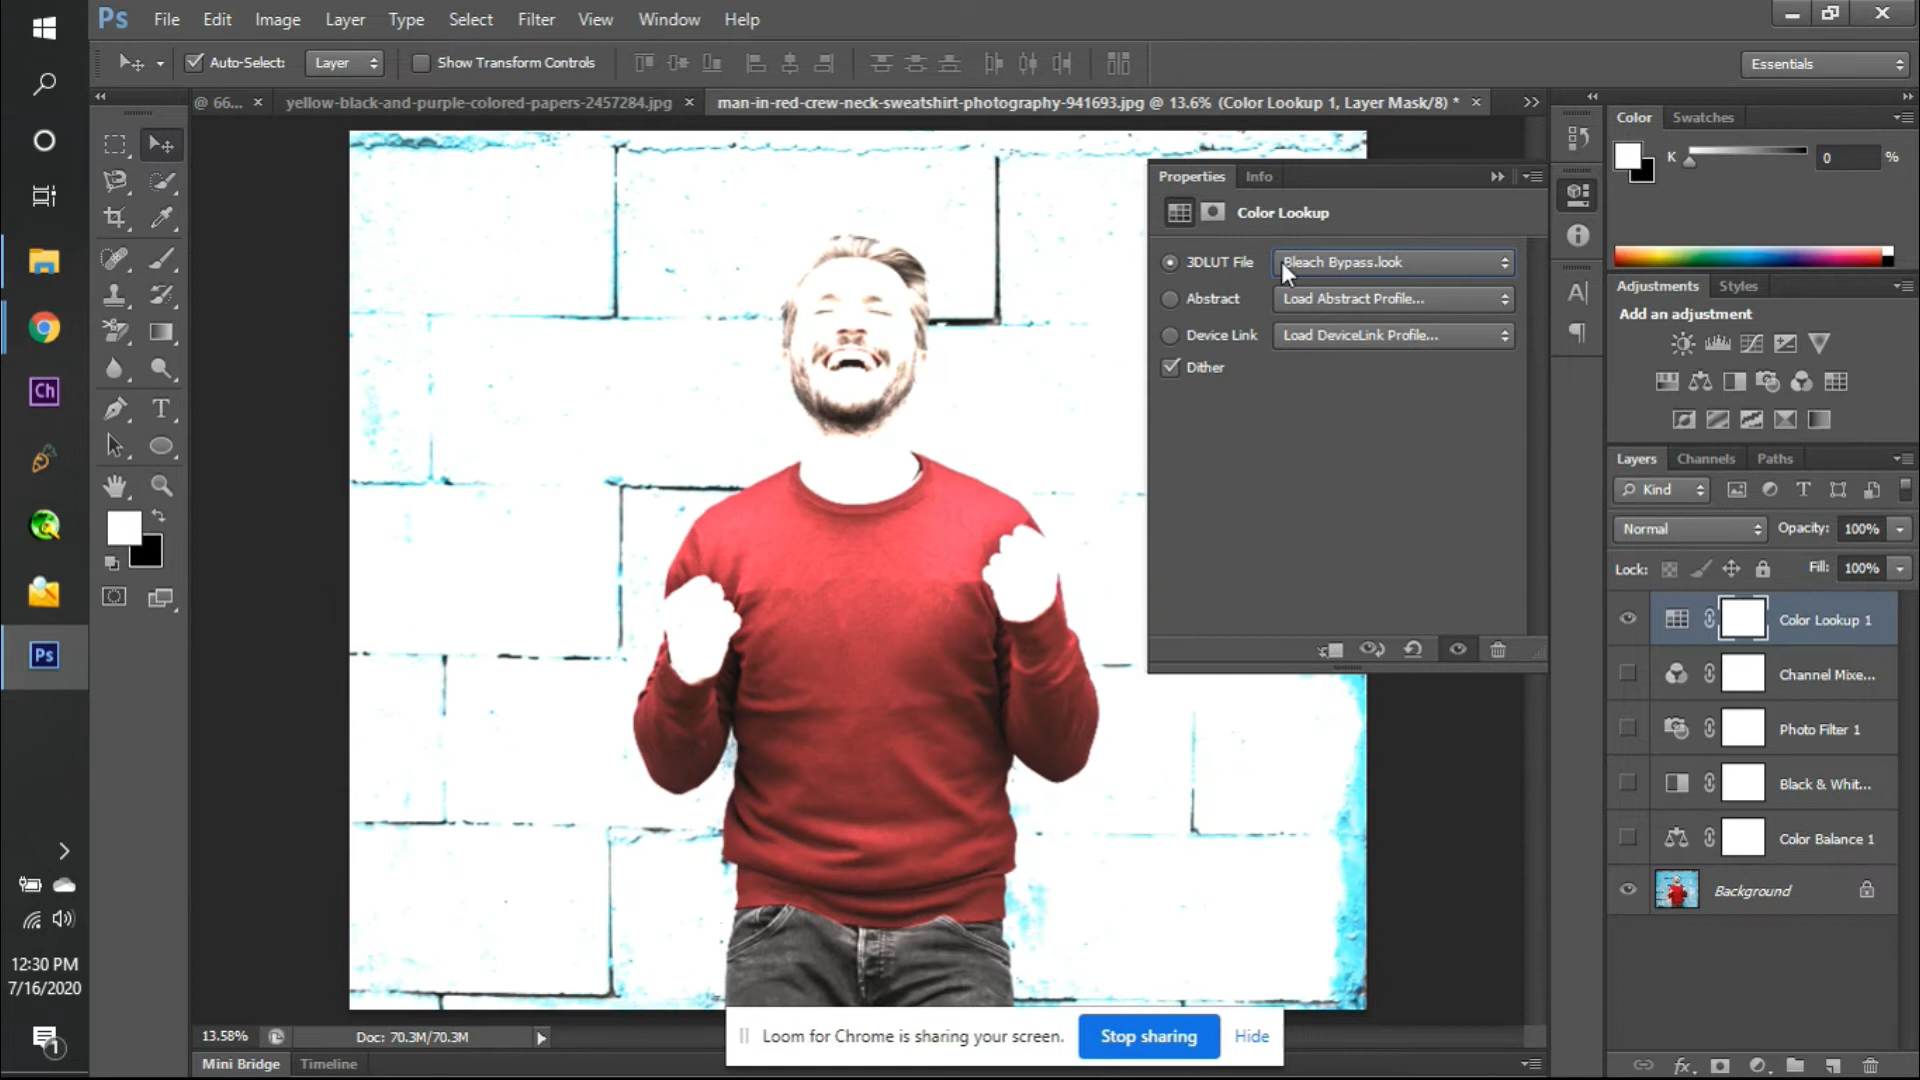 Ps File Edit Image Layer Type Select Filter View Window Help
Auto-Select: Layer Show Transform Controls Essentials
@ 66... × yellow-black-and-purple-colored-papers-2457284.jpg × man-in-red-crew-neck-sweatshirt-photography-941693.jpg @ 13.6% (Color Lookup 1, Layer Mask/8) * ×
Color Swatches
K 0 %
Properties Info
Color Lookup
3DLUT File Bleach Bypass.look
Abstract Load Abstract Profile...
Device Link Load DeviceLink Profile...
Dither
Adjustments Styles
Add an adjustment
Layers Channels Paths
Kind
Normal Opacity: 100%
Lock: Fill: 100%
Color Lookup 1
Channel Mixe...
Photo Filter 1
Black & Whit...
Color Balance 1
Background
Ch
Ps
12:30 PM
7/16/2020
1
13.58% Doc: 70.3M/70.3M
Loom for Chrome is sharing your screen. Stop sharing Hide
Mini Bridge Timeline